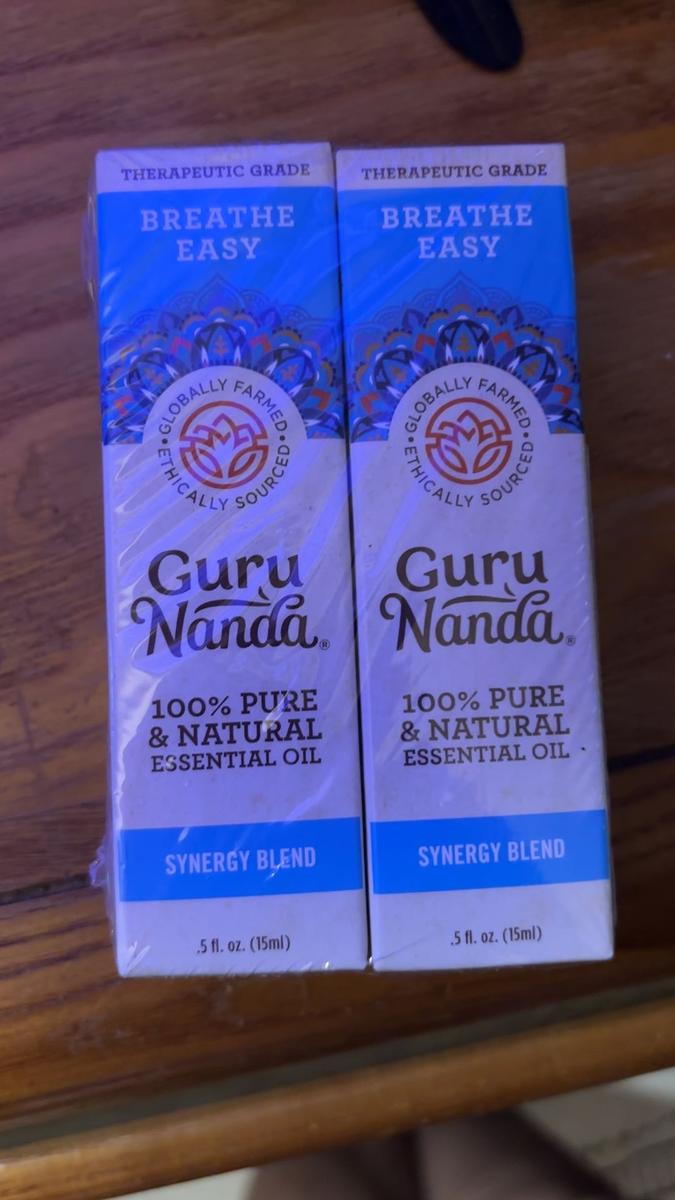 THERAPEUTIC GRADE
BREATHE
EASY
GLOBALLY FARMED
ETHICALLY SOURCED
Guru
Nanda®
100% PURE
& NATURAL
ESSENTIAL OIL
SYNERGY BLEND
.5 fl. oz. (15ml)
THERAPEUTIC GRADE
BREATHE
EASY
GLOBALLY FARMED
ETHICALLY SOURCED
Guru
Nanda®
100% PURE
& NATURAL
ESSENTIAL OIL
SYNERGY BLEND
.5 fl. oz. (15ml)